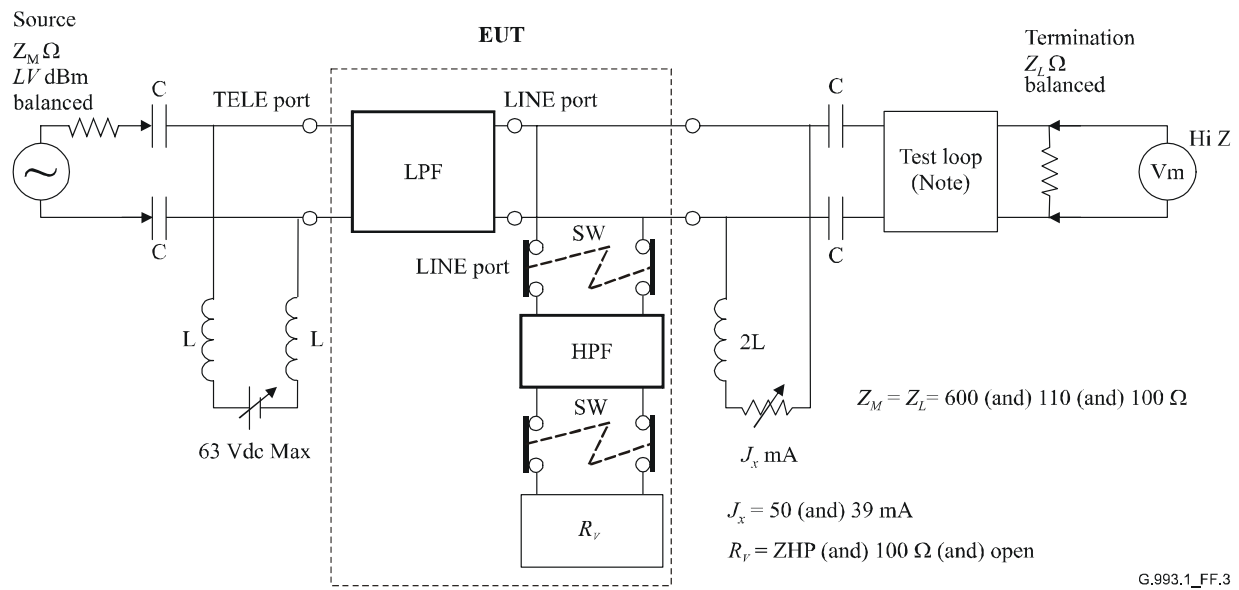 Source
Z_M Ω
LV dBm
balanced
EUT
Termination
Z_L Ω
balanced
C
TELE port
LINE port
C
Hi Z
LPF
Test loop
(Note)
Vm
C
SW
C
LINE port
L
L
HPF
2L
SW
Z_M = Z_L= 600 (and) 110 (and) 100 Ω
63 Vdc Max
J_x mA
R_V
J_x = 50 (and) 39 mA
R_V = ZHP (and) 100 Ω (and) open
G.993.1_FF.3